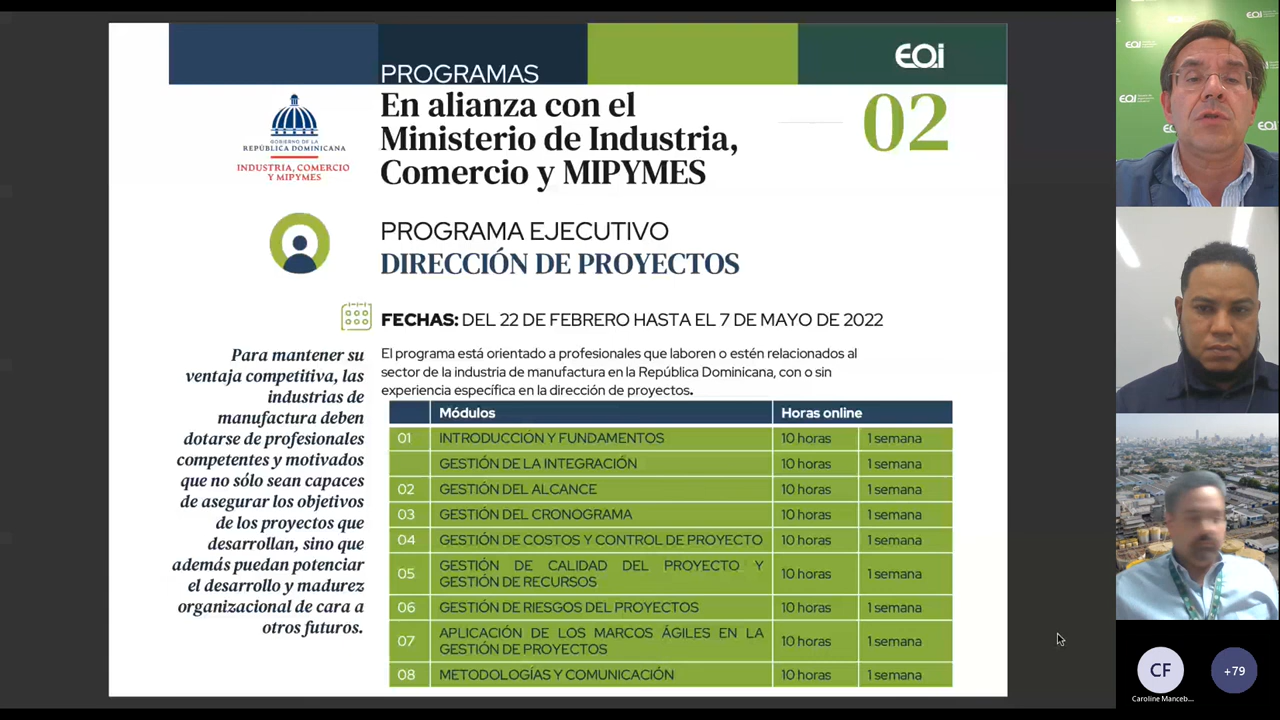 EOi
PROGRAMAS
En alianza con el
Ministerio de Industria,
Comercio y MIPYMES
02
GOBIERNO DE LA
REPÚBLICA DOMINICANA
INDUSTRIA, COMERCIO
Y MIPYMES
PROGRAMA EJECUTIVO
DIRECCIÓN DE PROYECTOS
FECHAS: DEL 22 DE FEBRERO HASTA EL 7 DE MAYO DE 2022
Para mantener su
ventaja competitiva, las
industrias de
manufactura deben
dotarse de profesionales
competentes y motivados
que no sólo sean capaces
de asegurar los objetivos
de los proyectos que
desarrollan, sino que
además puedan potenciar
el desarrollo y madurez
organizacional de cara a
otros futuros.
El programa está orientado a profesionales que laboren o estén relacionados al
sector de la industria de manufactura en la República Dominicana, con o sin
experiencia específica en la dirección de proyectos.
Módulos Horas online
01 INTRODUCCIÓN Y FUNDAMENTOS 10 horas 1 semana
GESTIÓN DE LA INTEGRACIÓN 10 horas 1 semana
02 GESTIÓN DEL ALCANCE 10 horas 1 semana
03 GESTIÓN DEL CRONOGRAMA 10 horas 1 semana
04 GESTIÓN DE COSTOS Y CONTROL DE PROYECTO 10 horas 1 semana
05 GESTIÓN DE CALIDAD DEL PROYECTO Y
GESTIÓN DE RECURSOS 10 horas 1 semana
06 GESTIÓN DE RIESGOS DEL PROYECTOS 10 horas 1 semana
07 APLICACIÓN DE LOS MARCOS ÁGILES EN LA
GESTIÓN DE PROYECTOS 10 horas 1 semana
08 METODOLOGÍAS Y COMUNICACIÓN 10 horas 1 semana
EOi
EOi
EOi
EOi
CF
Caroline Manceb...
+79